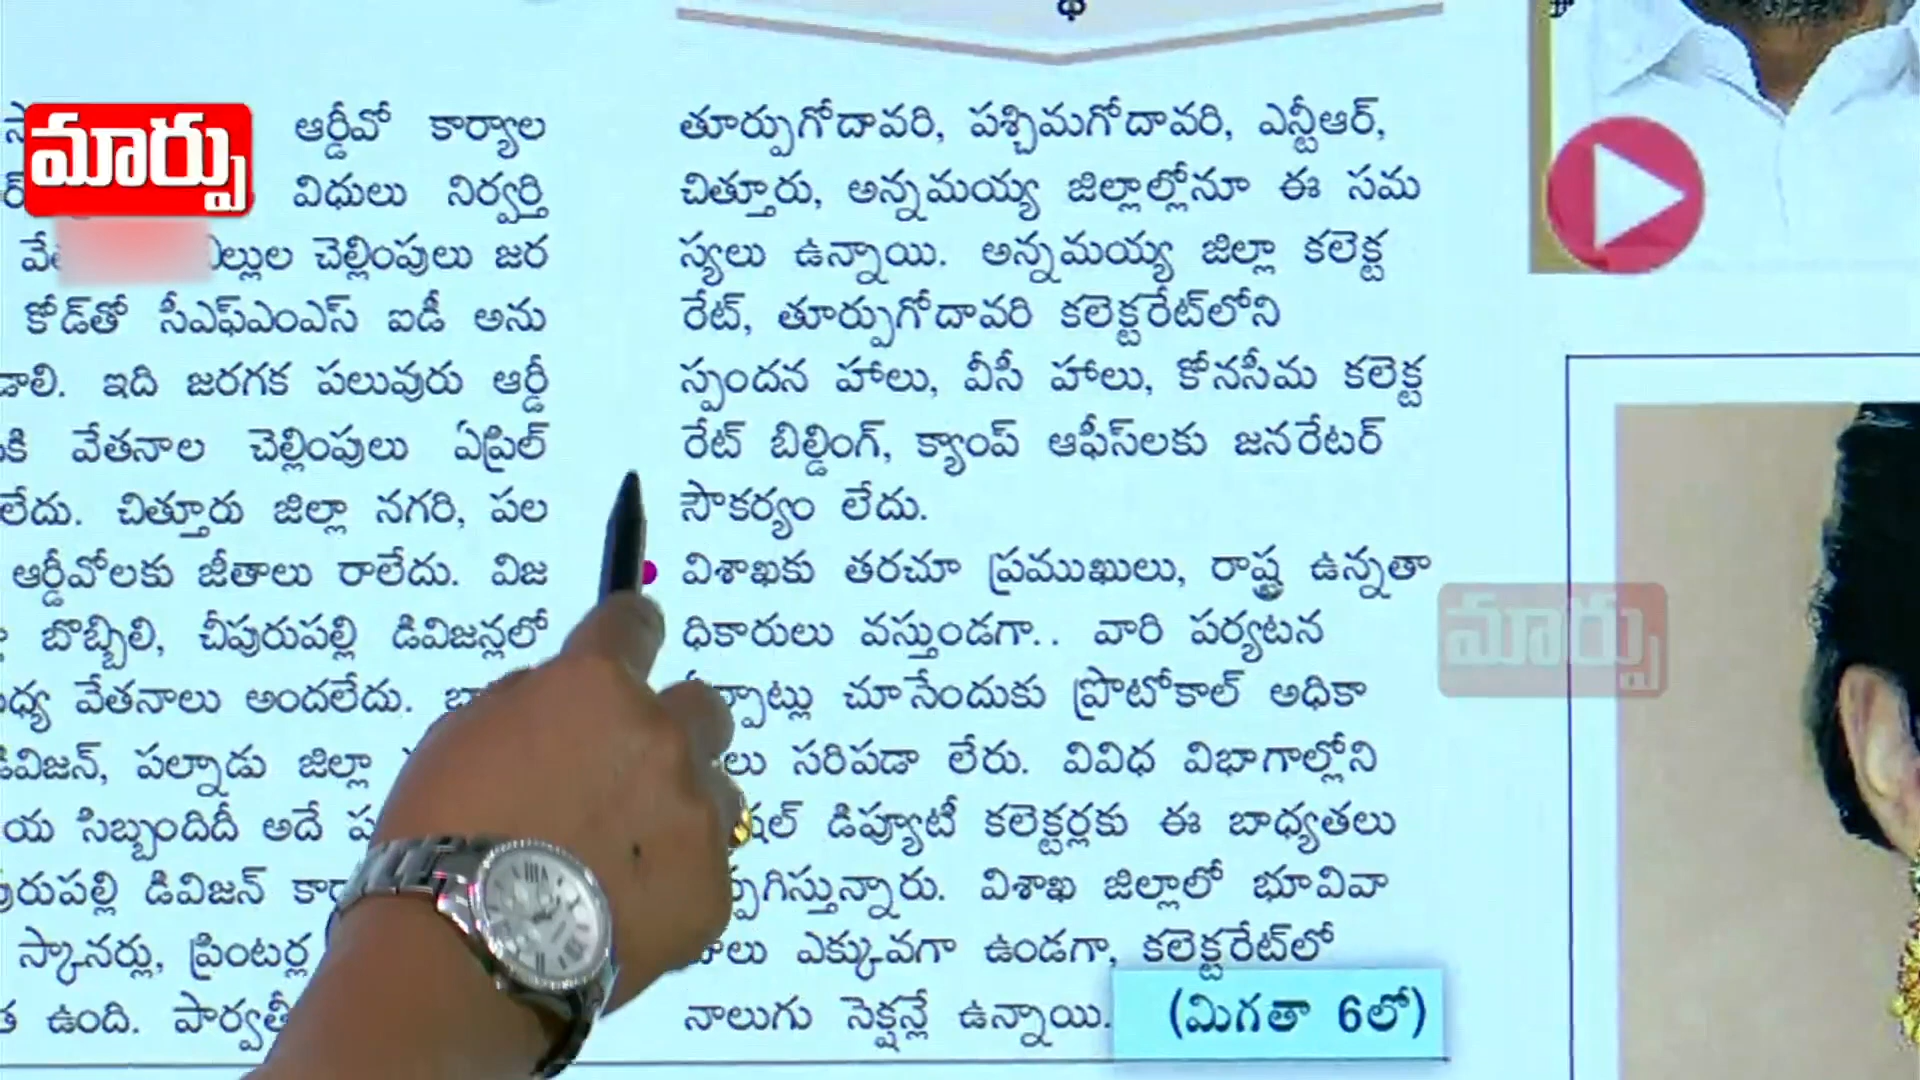 మార్పు
ఆర్డీవో కార్యాల
విధులు నిర్వర్తి
చెల్లింపులు జర
కోడ్‌తో సీఎఫ్ఎంఎస్ ఐడీ అను
ఇది జరగక పలువురు ఆర్డీ
వేతనాల చెల్లింపులు ఏప్రిల్
లేదు. చిత్తూరు జిల్లా నగరి, పల
ఆర్డీవోలకు జీతాలు రాలేదు. విజ
బొబ్బిలి, చీపురుపల్లి డివిజన్లలో
వేతనాలు అందలేదు.
పల్నాడు జిల్లా
సిబ్బందిదీ అదే
డివిజన్
స్కానర్లు, ప్రింటర్ల
ఉంది.
తూర్పుగోదావరి, పశ్చిమగోదావరి, ఎన్టీఆర్,
చిత్తూరు, అన్నమయ్య జిల్లాల్లోనూ ఈ సమ
స్యలు ఉన్నాయి. అన్నమయ్య జిల్లా కలెక్ట
రేట్, తూర్పుగోదావరి కలెక్టరేట్‌లోని
స్పందన హాలు, వీసీ హాలు, కోనసీమ కలెక్ట
రేట్ బిల్డింగ్, క్యాంప్ ఆఫీస్‌లకు జనరేటర్
సౌకర్యం లేదు.
విశాఖకు తరచూ ప్రముఖులు, రాష్ట్ర ఉన్నతా
ధికారులు వస్తుండగా.. వారి పర్యటన
చూసేందుకు ప్రొటోకాల్ అధికా
సరిపడా లేరు. వివిధ విభాగాల్లోని
డిప్యూటీ కలెక్టర్లకు ఈ బాధ్యతలు
విశాఖ జిల్లాలో భూవివా
ఎక్కువగా ఉండగా, కలెక్టరేట్‌లో
నాలుగు సెక్షన్లే ఉన్నాయి. (మిగతా 6లో)
మార్పు